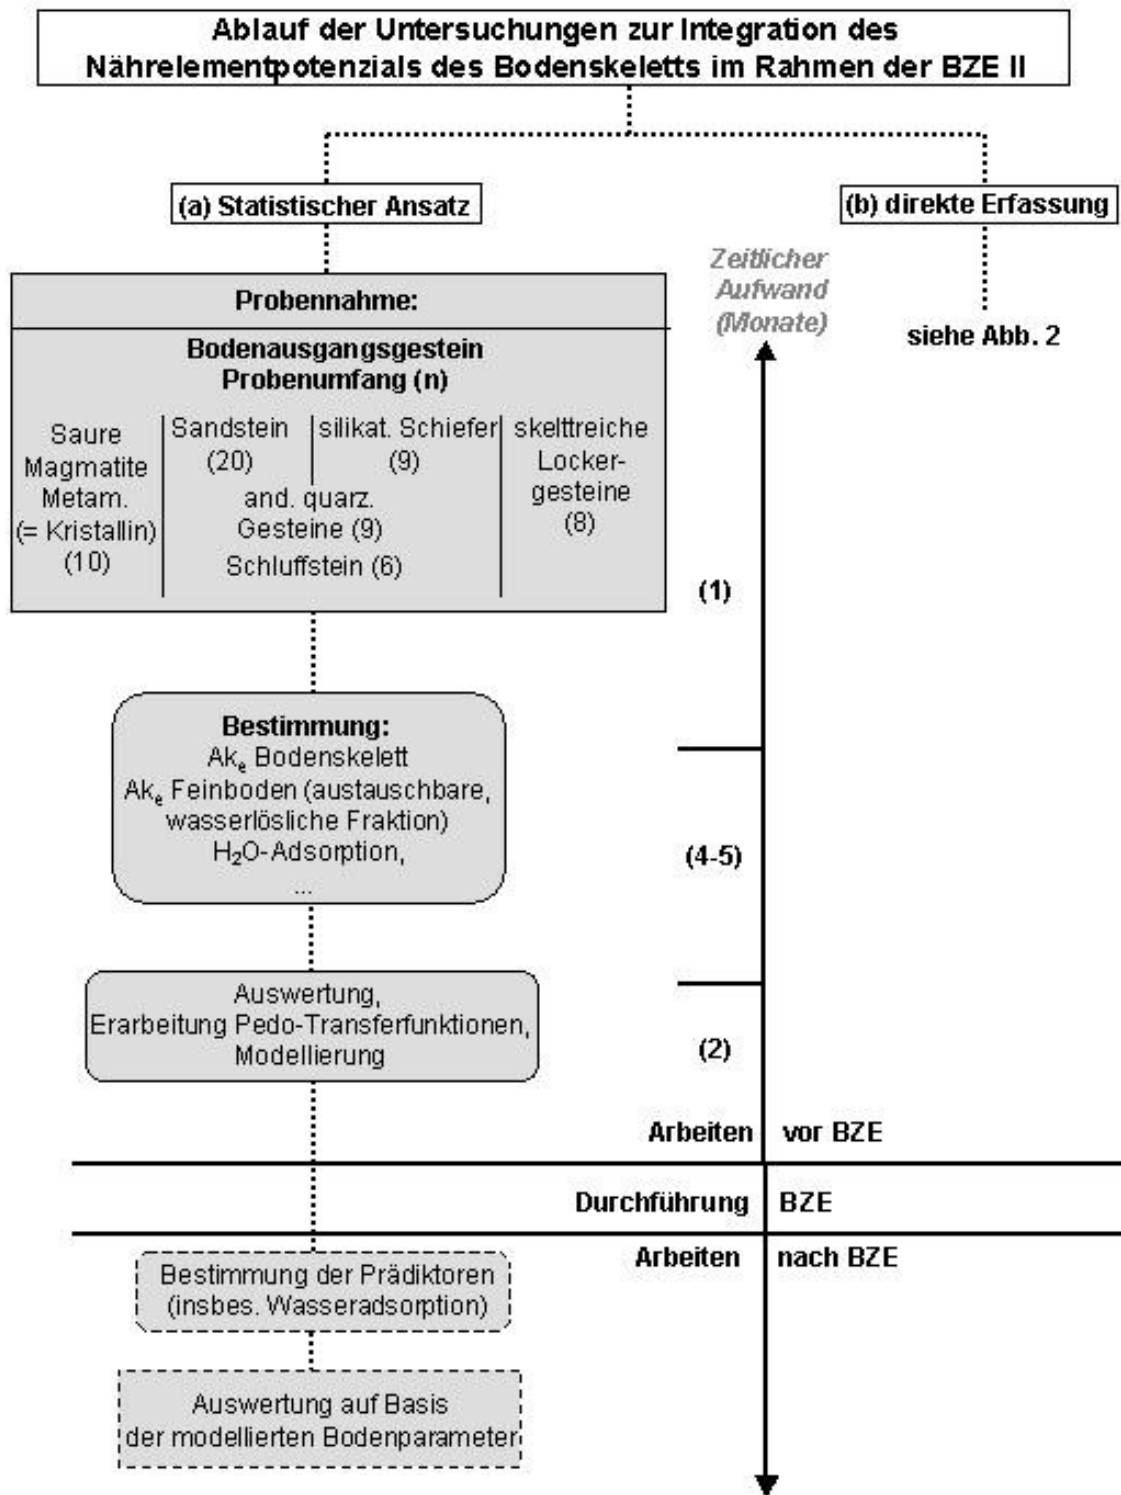 Ablauf der Untersuchungen zur Integration des
Nährelementpotenzials des Bodenskeletts im Rahmen der BZE II
(a) Statistischer Ansatz
(b) direkte Erfassung
Zeitlicher
Aufwand
(Monate)
siehe Abb. 2
Probennahme:
Bodenausgangsgestein
Probenumfang (n)
Saure
Magmatite
Metam.
(= Kristallin)
(10)
Sandstein
(20)
silikat. Schiefer
(9)
and. quarz.
Gesteine (9)
Schluffstein (6)
skelttreiche
Locker-
gesteine
(8)
(1)
Bestimmung:
Akₑ Bodenskelett
Akₑ Feinboden (austauschbare,
wasserlösliche Fraktion)
H₂O-Adsorption,
...
(4-5)
Auswertung,
Erarbeitung Pedo-Transferfunktionen,
Modellierung
(2)
Arbeiten vor BZE
Durchführung BZE
Arbeiten nach BZE
Bestimmung der Prädiktoren
(insbes. Wasseradsorption)
Auswertung auf Basis
der modellierten Bodenparameter